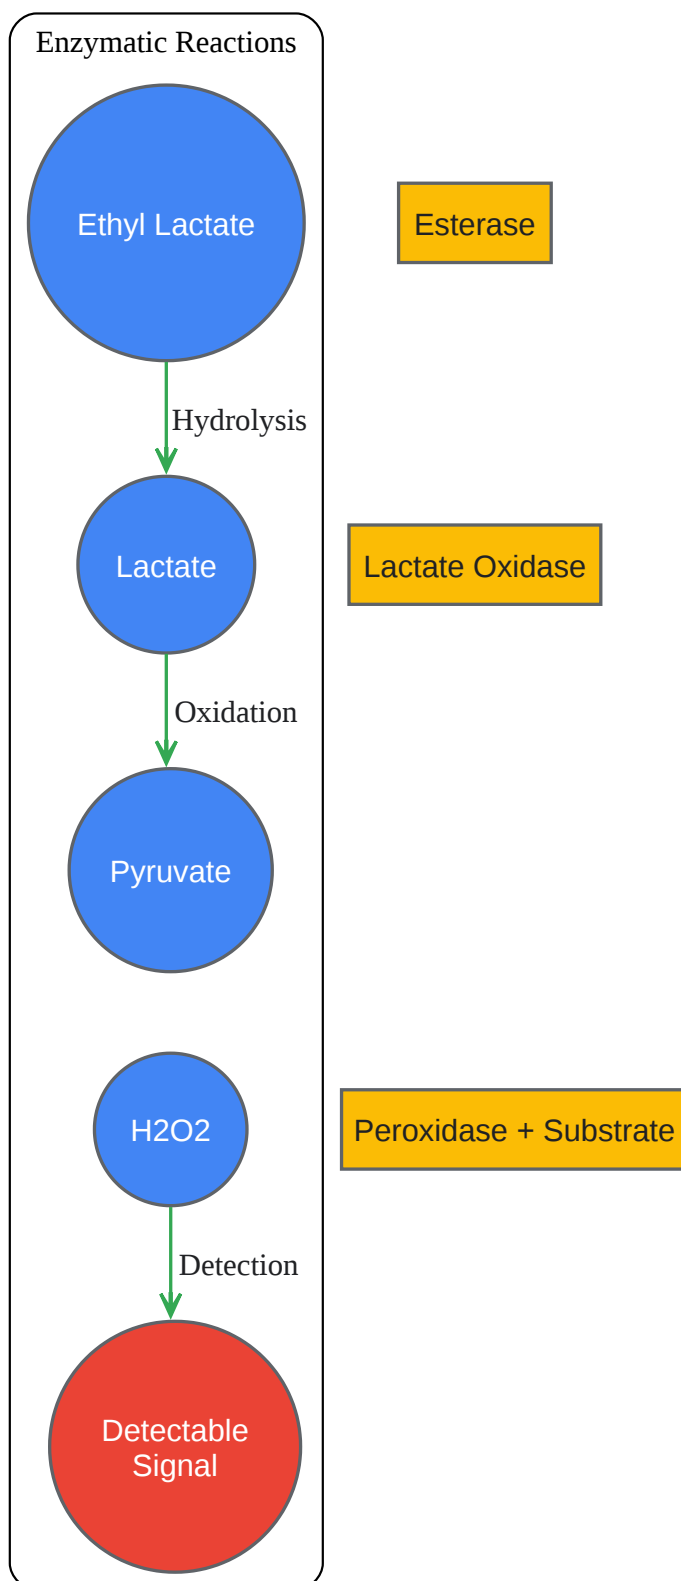 Enzymatic Reactions
Ethyl Lactate
Esterase
Hydrolysis
Lactate
Lactate Oxidase
Oxidation
Pyruvate
H2O2
Peroxidase + Substrate
Detection
Detectable
Signal